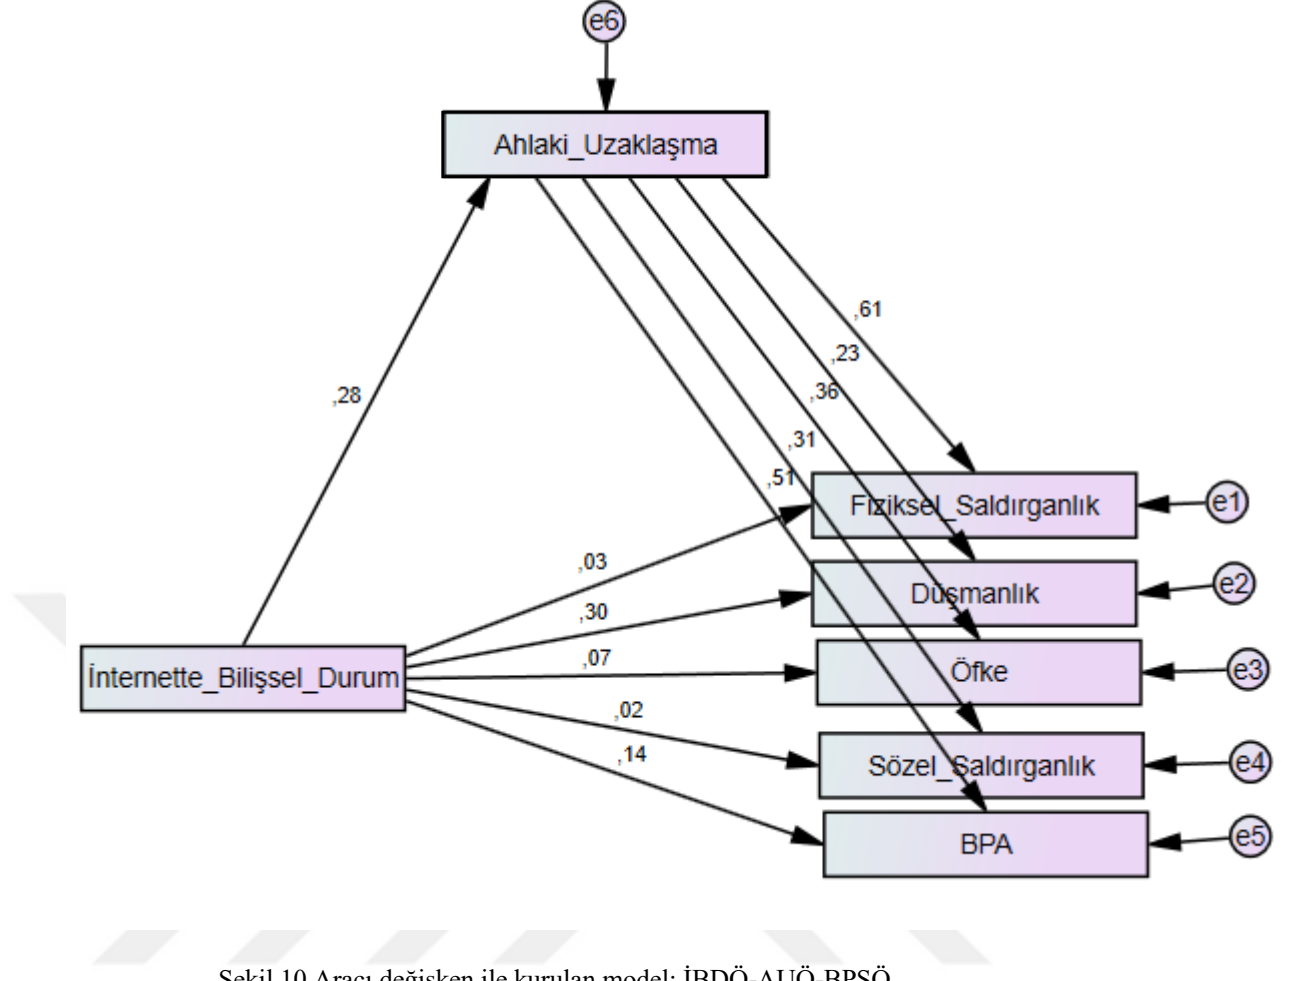 e6
Ahlaki_Uzaklaşma
,61
,23
,28
,36
,31
,51
Fiziksel_Saldırganlık
e1
,03
Düşmanlık
e2
,30
,07
Öfke
e3
İnternette_Bilişsel_Durum
,02
,14
Sözel_Saldırganlık
e4
BPA
e5
Şekil 10 Aracı değişken ile kurulan model: İBDÖ-AUÖ-BPSÖ